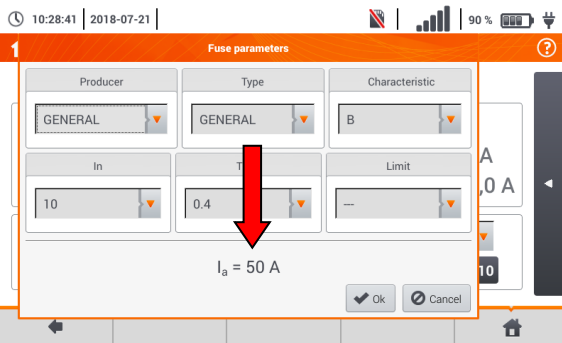 10:28:41 2018-07-21 90 %
Fuse parameters
Producer Type Characteristic
GENERAL GENERAL B
In Limit
10 0.4 ---
Ia = 50 A
Ok Cancel
A
,0 A
10